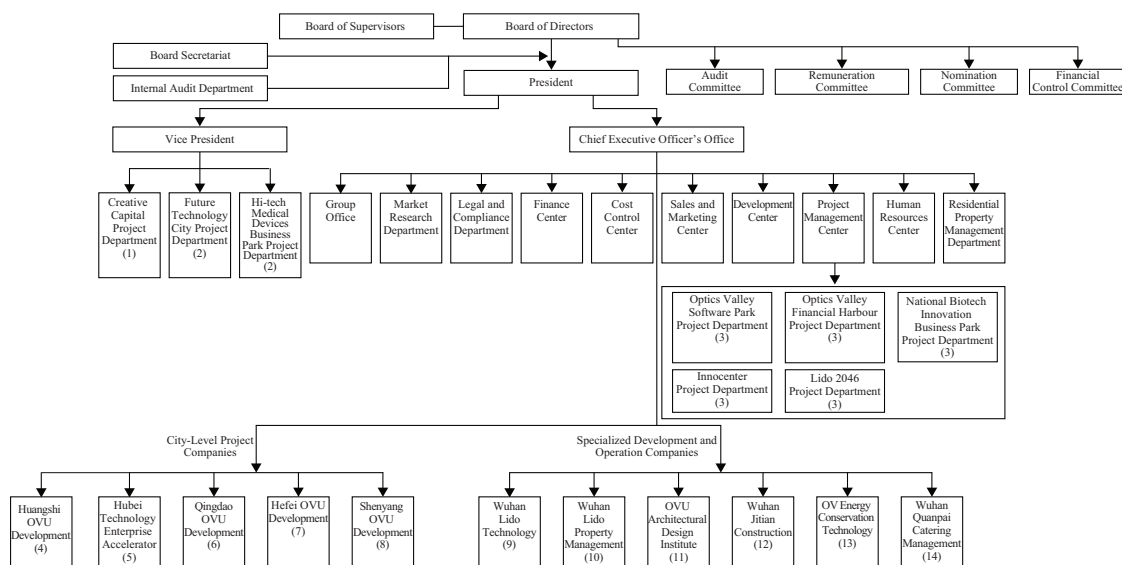 Board of Supervisors
Board of Directors
Board Secretariat
Internal Audit Department
President
Audit
Committee
Remuneration
Committee
Nomination
Committee
Financial
Control Committee
Vice President
Chief Executive Officer's Office
Creative
Capital
Project
Department
(1)
Future
Technology
City Project
Department
(2)
Hi-tech
Medical
Devices
Business
Park Project
Department
(2)
Group
Office
Market
Research
Department
Legal and
Compliance
Department
Finance
Center
Cost
Control
Center
Sales and
Marketing
Center
Development
Center
Project
Management
Center
Human
Resources
Center
Residential
Property
Management
Department
Optics Valley
Software Park
Project Department
(3)
Optics Valley
Financial Harbour
Project Department
(3)
National Biotech
Innovation
Business Park
Project Department
(3)
Innocenter
Project Department
(3)
Lido 2046
Project Department
(3)
City-Level Project
Companies
Specialized Development and
Operation Companies
Huangshi
OVU
Development
(4)
Hubei
Technology
Enterprise
Accelerator
(5)
Qingdao
OVU
Development
(6)
Hefei OVU
Development
(7)
Shenyang
OVU
Development
(8)
Wuhan
Lido
Technology
(9)
Wuhan
Lido
Property
Management
(10)
OVU
Architectural
Design
Institute
(11)
Wuhan
Jitian
Construction
(12)
OV Energy
Conservation
Technology
(13)
Wuhan
Quanpai
Catering
Management
(14)